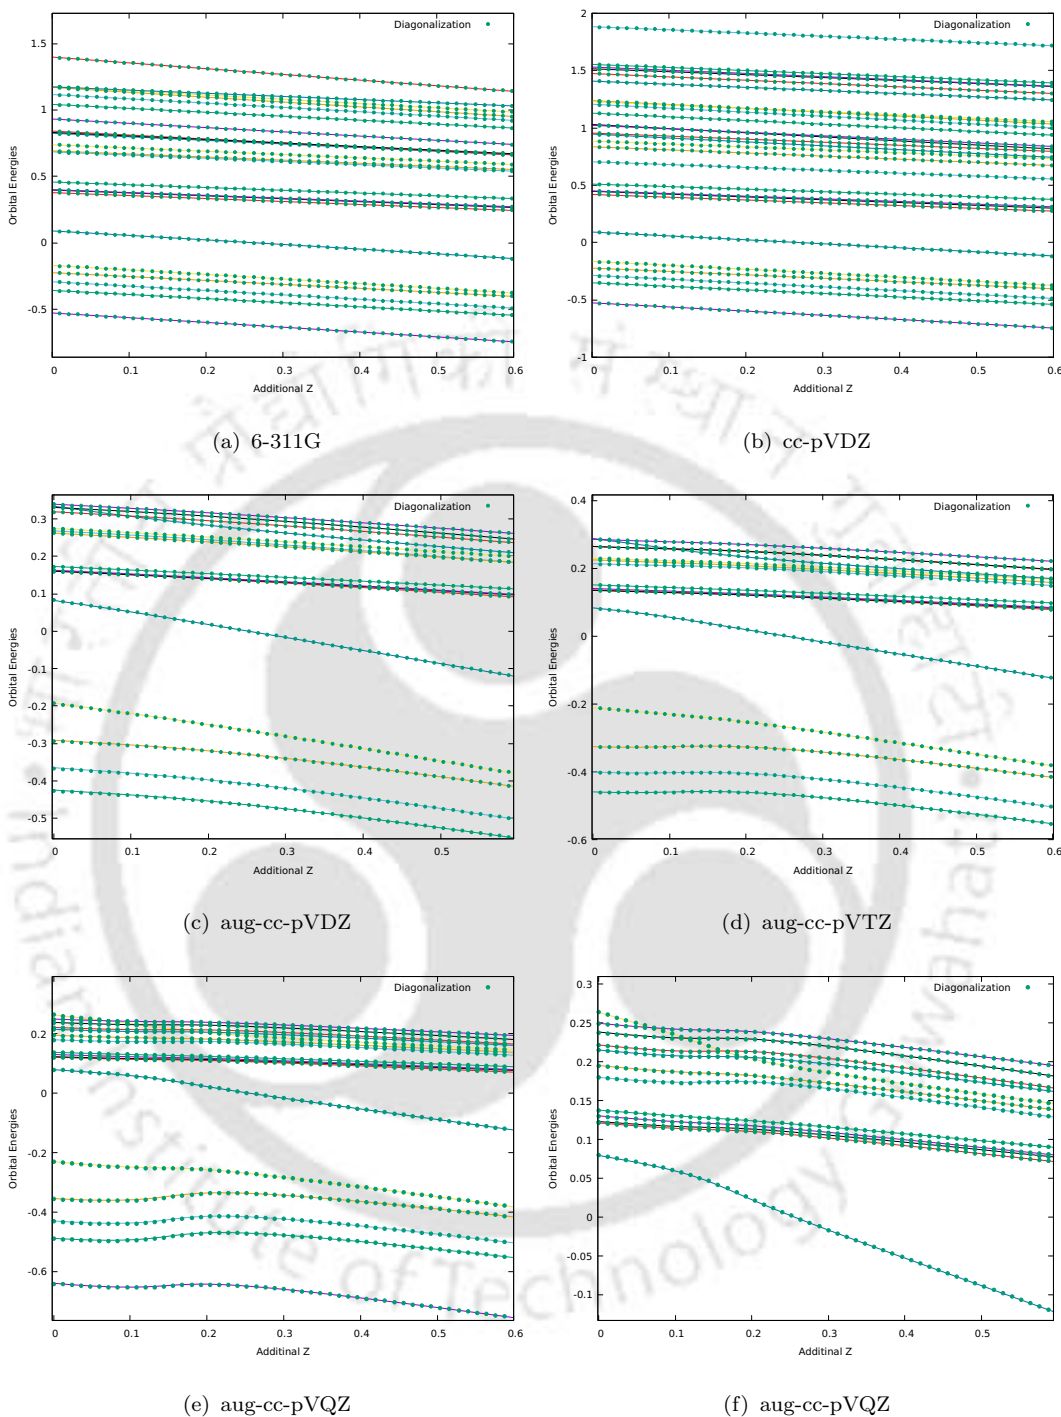 Diagonalization
1.5
1
0.5
0
-0.5
Orbital Energies
0 0.1 0.2 0.3 0.4 0.5 0.6
Additional Z
(a) 6-311G
Diagonalization
2
1.5
1
0.5
0
-0.5
-1
Orbital Energies
0 0.1 0.2 0.3 0.4 0.5 0.6
Additional Z
(b) cc-pVDZ
Diagonalization
0.3
0.2
0.1
0
-0.1
-0.2
-0.3
-0.4
-0.5
Orbital Energies
0 0.1 0.2 0.3 0.4 0.5
Additional Z
(c) aug-cc-pVDZ
Diagonalization
0.4
0.2
0
-0.2
-0.4
-0.6
Orbital Energies
0 0.1 0.2 0.3 0.4 0.5 0.6
Additional Z
(d) aug-cc-pVTZ
Diagonalization
0.2
0
-0.2
-0.4
-0.6
Orbital Energies
0 0.1 0.2 0.3 0.4 0.5 0.6
Additinal Z
(e) aug-cc-pVQZ
Diagonalization
0.3
0.25
0.2
0.15
0.1
0.05
0
-0.05
-0.1
Orbital Energies
0 0.1 0.2 0.3 0.4 0.5
Additinal Z
(f) aug-cc-pVQZ
Indian Institute of Technology Guwahati